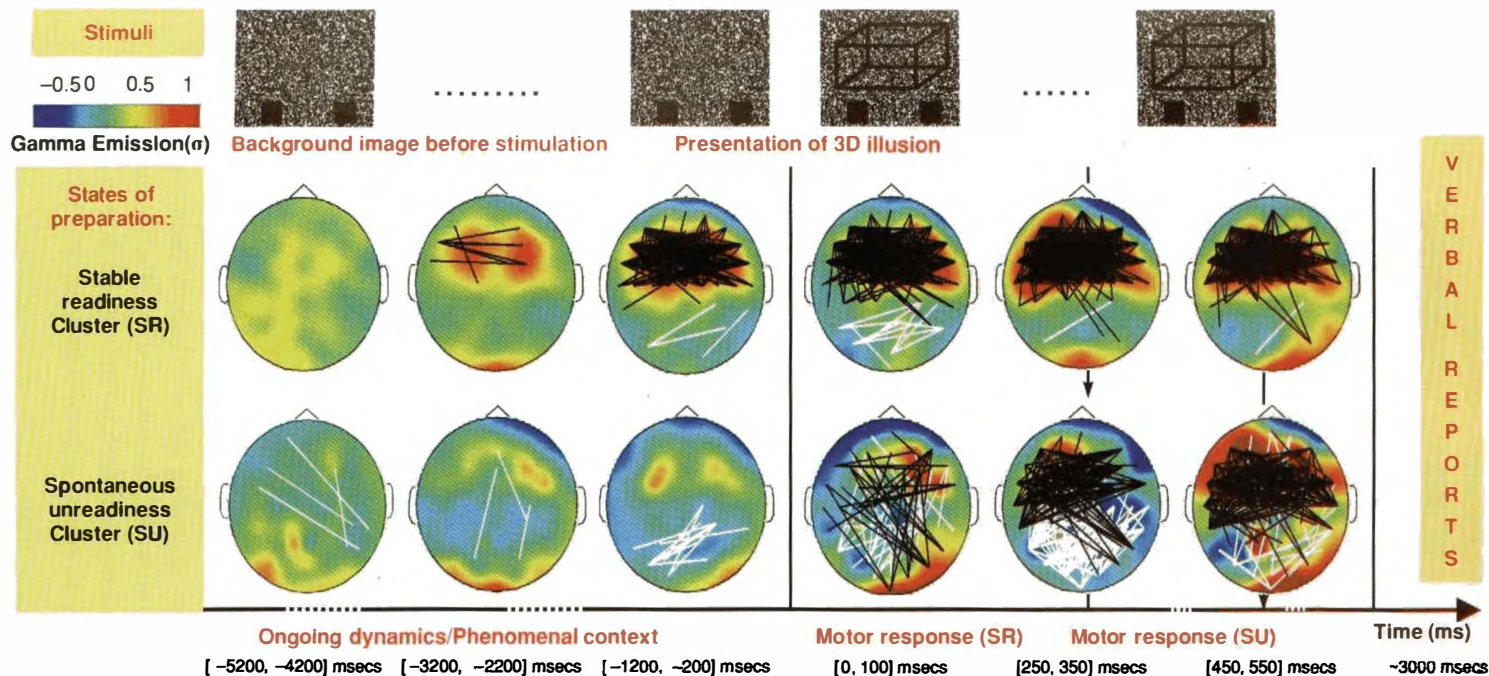 Stimuli
−0.5 0 0.5 1
Gamma Emission(σ)
Background image before stimulation
Presentation of 3D illusion
States of
preparation:
Stable
readiness
Cluster (SR)
Spontaneous
unreadiness
Cluster (SU)
VERBAL REPORTS
Ongoing dynamics/Phenomenal context
Motor response (SR)
Motor response (SU)
Time (ms)
[ −5200, −4200] msecs
[ −3200, −2200] msecs
[ −1200, −200] msecs
[0, 100] msecs
[250, 350] msecs
[450, 550] msecs
~3000 msecs